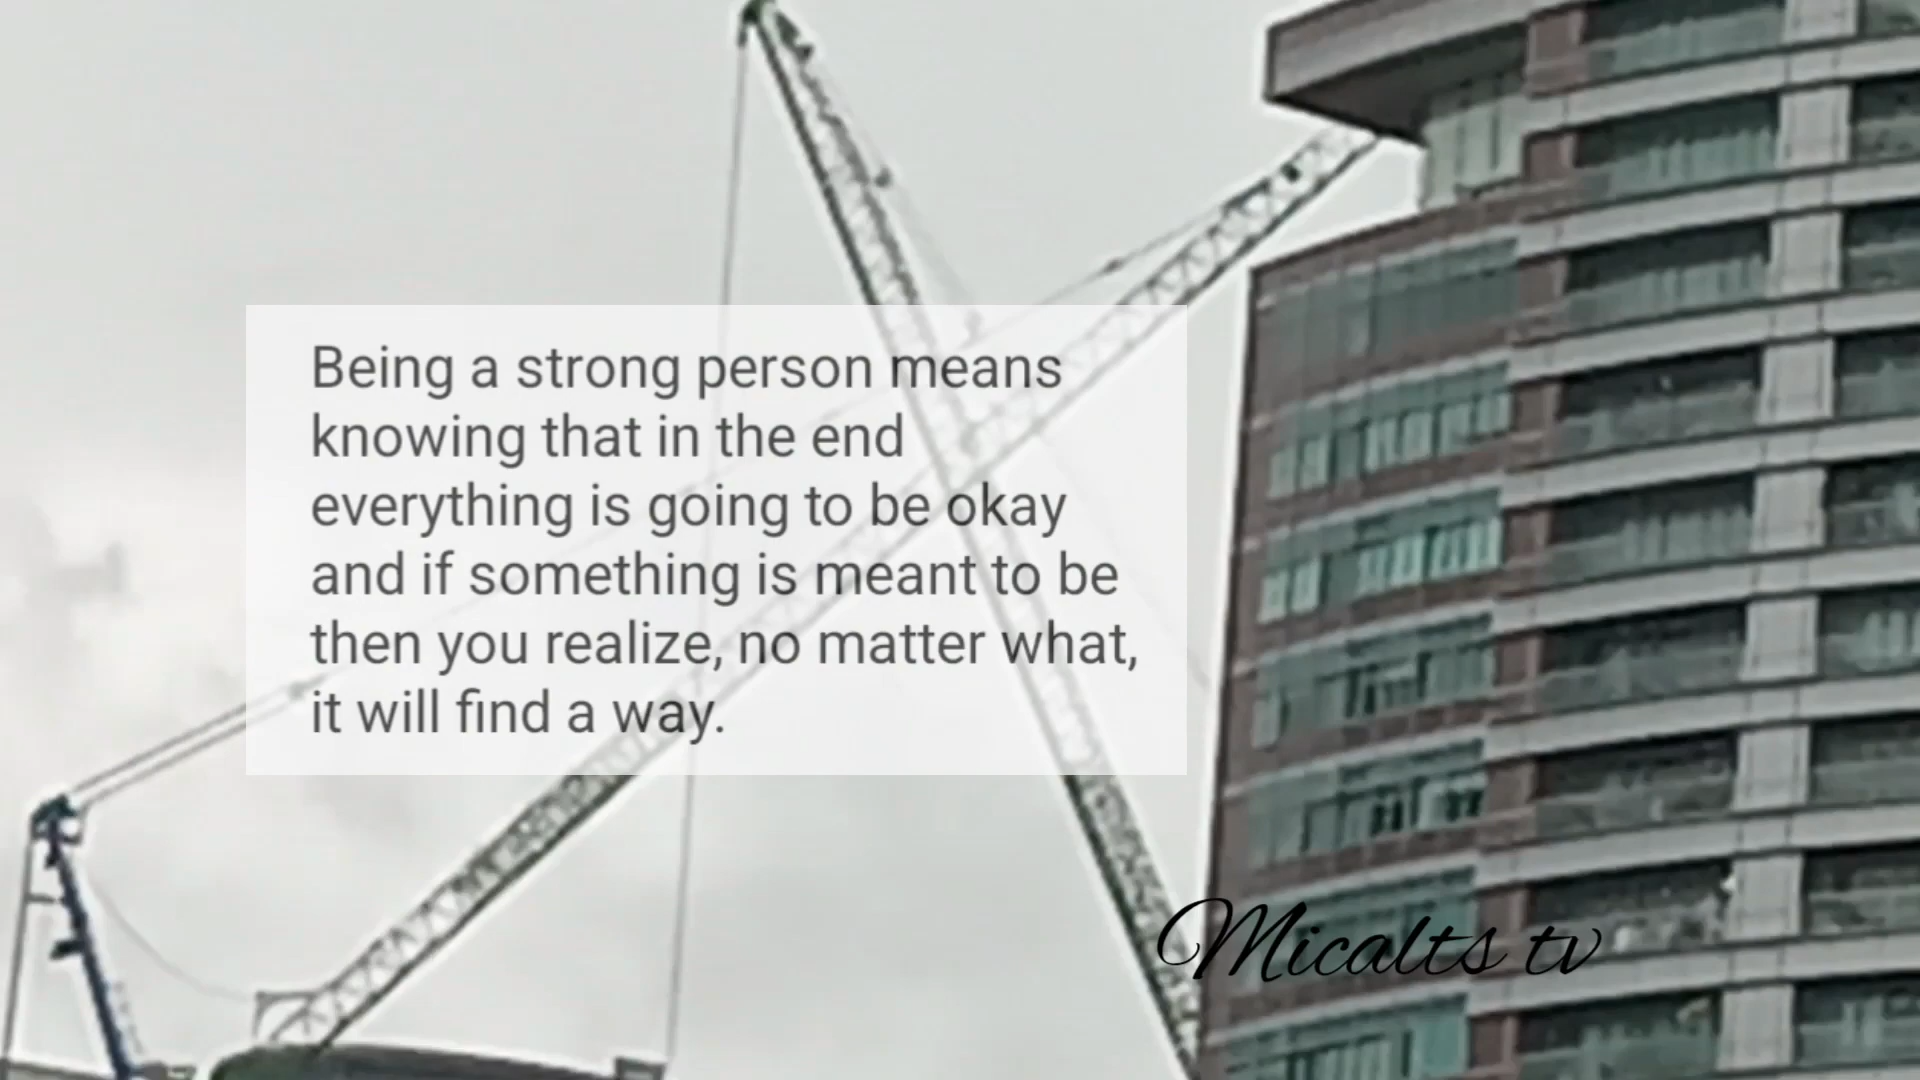 Being a strong person means
knowing that in the end
everything is going to be okay
and if something is meant to be
then you realize, no matter what,
it will find a way.
Micalts tv